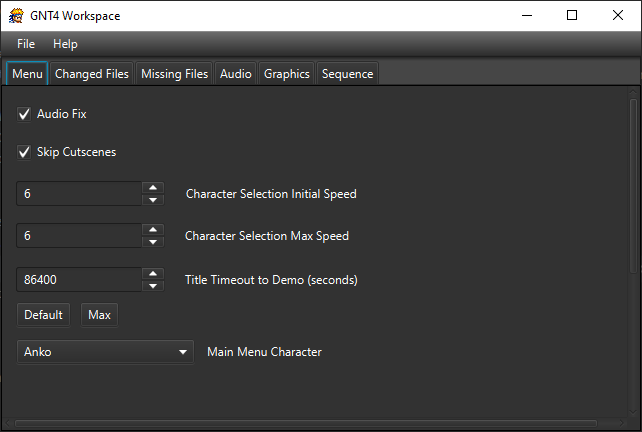 GNT4 Workspace
File Help
Menu Changed Files Missing Files Audio Graphics Sequence
Audio Fix
Skip Cutscenes
6 Character Selection Initial Speed
6 Character Selection Max Speed
86400 Title Timeout to Demo (seconds)
Default Max
Anko Main Menu Character